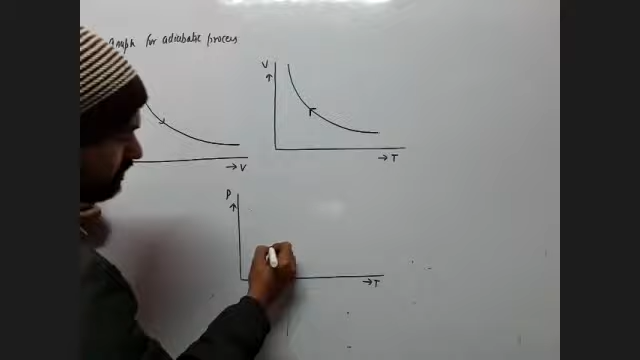 Graph for adiabatic process
V
→ T
→ V
P
→ T